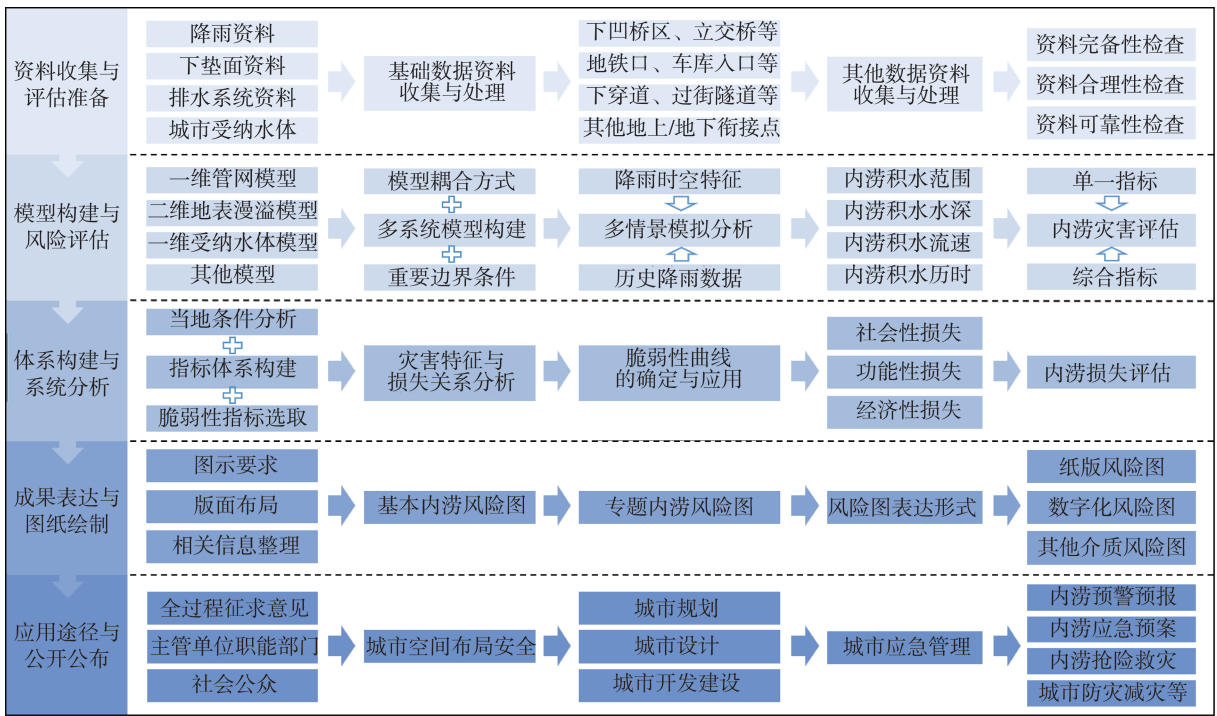 资料收集与
评估准备
降雨资料
下垫面资料
排水系统资料
城市受纳水体
基础数据资料
收集与处理
下凹桥区、立交桥等
地铁口、车库入口等
下穿道、过街隧道等
其他地上/地下衔接点
其他数据资料
收集与处理
资料完备性检查
资料合理性检查
资料可靠性检查
模型构建与
风险评估
一维管网模型
二维地表漫溢模型
一维受纳水体模型
其他模型
模型耦合方式
多系统模型构建
重要边界条件
降雨时空特征
多情景模拟分析
历史降雨数据
内涝积水范围
内涝积水水深
内涝积水流速
内涝积水历时
单一指标
内涝灾害评估
综合指标
体系构建与
系统分析
当地条件分析
指标体系构建
脆弱性指标选取
灾害特征与
损失关系分析
脆弱性曲线
的确定与应用
社会性损失
功能性损失
经济性损失
内涝损失评估
成果表达与
图纸绘制
图示要求
版面布局
相关信息整理
基本内涝风险图
专题内涝风险图
风险图表达形式
纸版风险图
数字化风险图
其他介质风险图
应用途径与
公开公布
全过程征求意见
主管单位职能部门
社会公众
城市空间布局安全
城市规划
城市设计
城市开发建设
城市应急管理
内涝预警预报
内涝应急预案
内涝抢险救灾
城市防灾减灾等